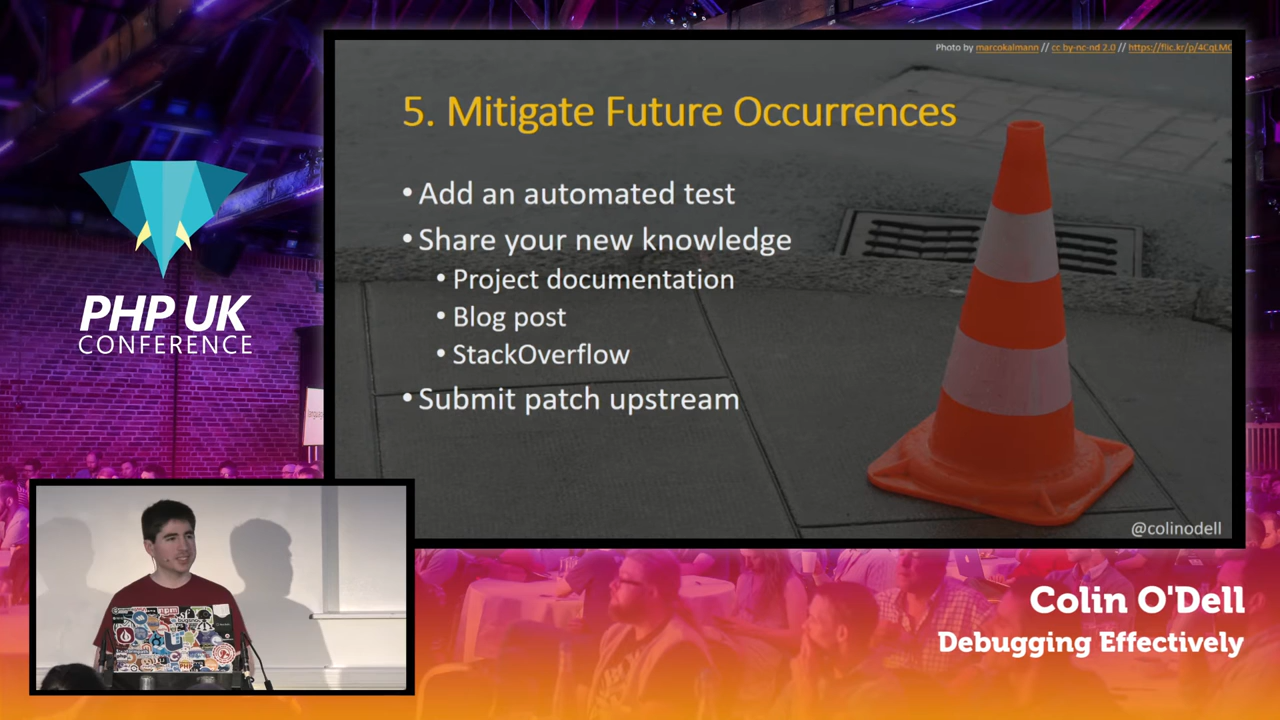 Photo by marcokalmann // cc by-nc-nd 2.0 // https://flic.kr/p/4CqLMC
5. Mitigate Future Occurrences
• Add an automated test
• Share your new knowledge
• Project documentation
• Blog post
• StackOverflow
• Submit patch upstream
@colinodell
PHP UK
CONFERENCE
Colin O'Dell
Debugging Effectively